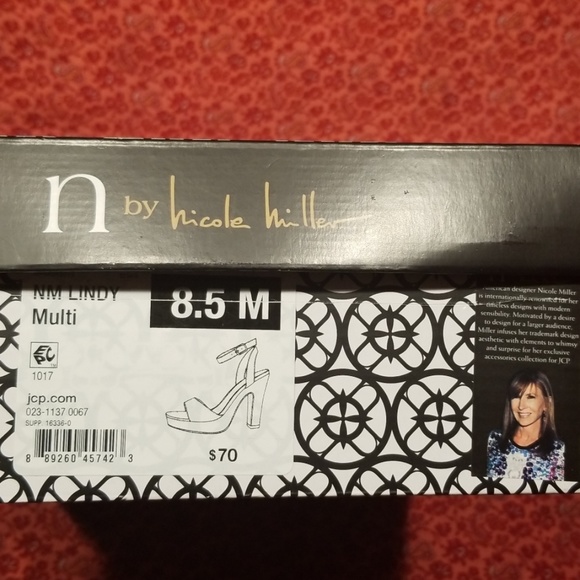 n by Nicole Miller
NM LINDY
Multi
8.5 M
1017
jcp.com
023-1137 0067
SUPP. 16336-0
8 89260 45742 3
$70
American designer Nicole Miller
is internationally renowned for her
timeless designs with modern
sensibility. Motivated by a desire
to design for a larger audience,
Miller infuses her trademark design
aesthetic with elements to whimsy
and surprise for her exclusive
accessories collection for JCP.